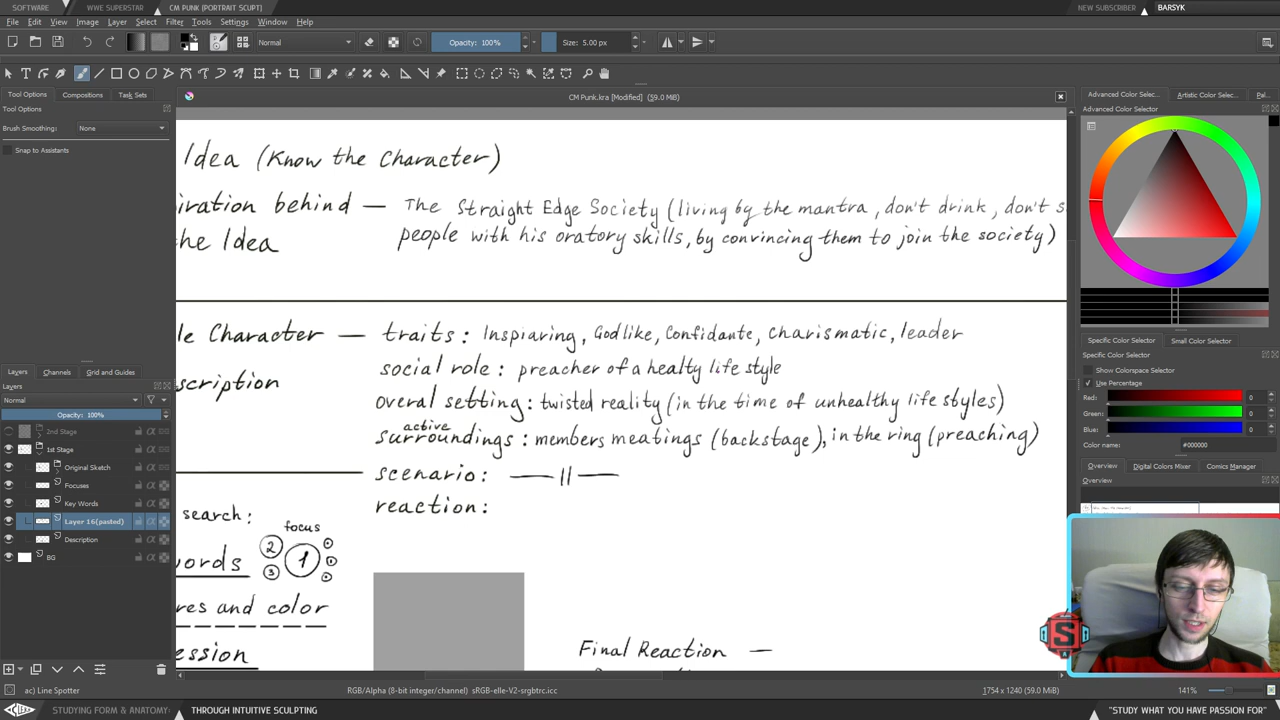 SOFTWARE WWE SUPERSTAR CM PUNK (PORTRAIT SCUPT) NEW SUBSCRIBER BARSYK
File Edit View Image Layer Select Filter Tools Settings Window Help
Normal Opacity: 100% Size: 5.00 px
Tool Options Compositions Task Sets CM Punk.kra [Modified] (59.0 MiB) Advanced Color Selec... Artistic Color Selec... Pal...
Tool Options Advanced Color Selector
Brush Smoothing: None
Snap to Assistants
Idea (Know the Character)
iration behind — The Straight Edge Society (living by the mantra, don't drink, don't s
he Idea people with his oratory skills, by convincing them to join the society)
le Character — traits: Inspiaring, Godlike, Confidante, Charismatic, leader
social role: preacher of a healty life style
scription
overal setting: twisted reality (in the time of unhealthy life styles)
active
surroundings: members meatings (backstage), in the ring (preaching)
scenario: — || —
reaction:
search:
focus
words 2 1 3
res and color
ession
Final Reaction —
Layers Channels Grid and Guides
Layers
Normal
Opacity: 100%
2nd Stage
1st Stage
Original Sketch
Focuses
Key Words
Layer 16(pasted)
Description
BG
Specific Color Selector Small Color Selector
Specific Color Selector
Show Colorspace Selector
Use Percentage
Red: 0
Green: 0
Blue: 0
Color name: #000000
Overview Digital Colors Mixer Comics Manager
Overview
S
ac) Line Spotter RGB/Alpha (8-bit integer/channel) sRGB-elle-V2-srgbtrc.icc 1754 x 1240 (59.0 MiB) 141%
STUDYING FORM & ANATOMY THROUGH INTUITIVE SCULPTING "STUDY WHAT YOU HAVE PASSION FOR"